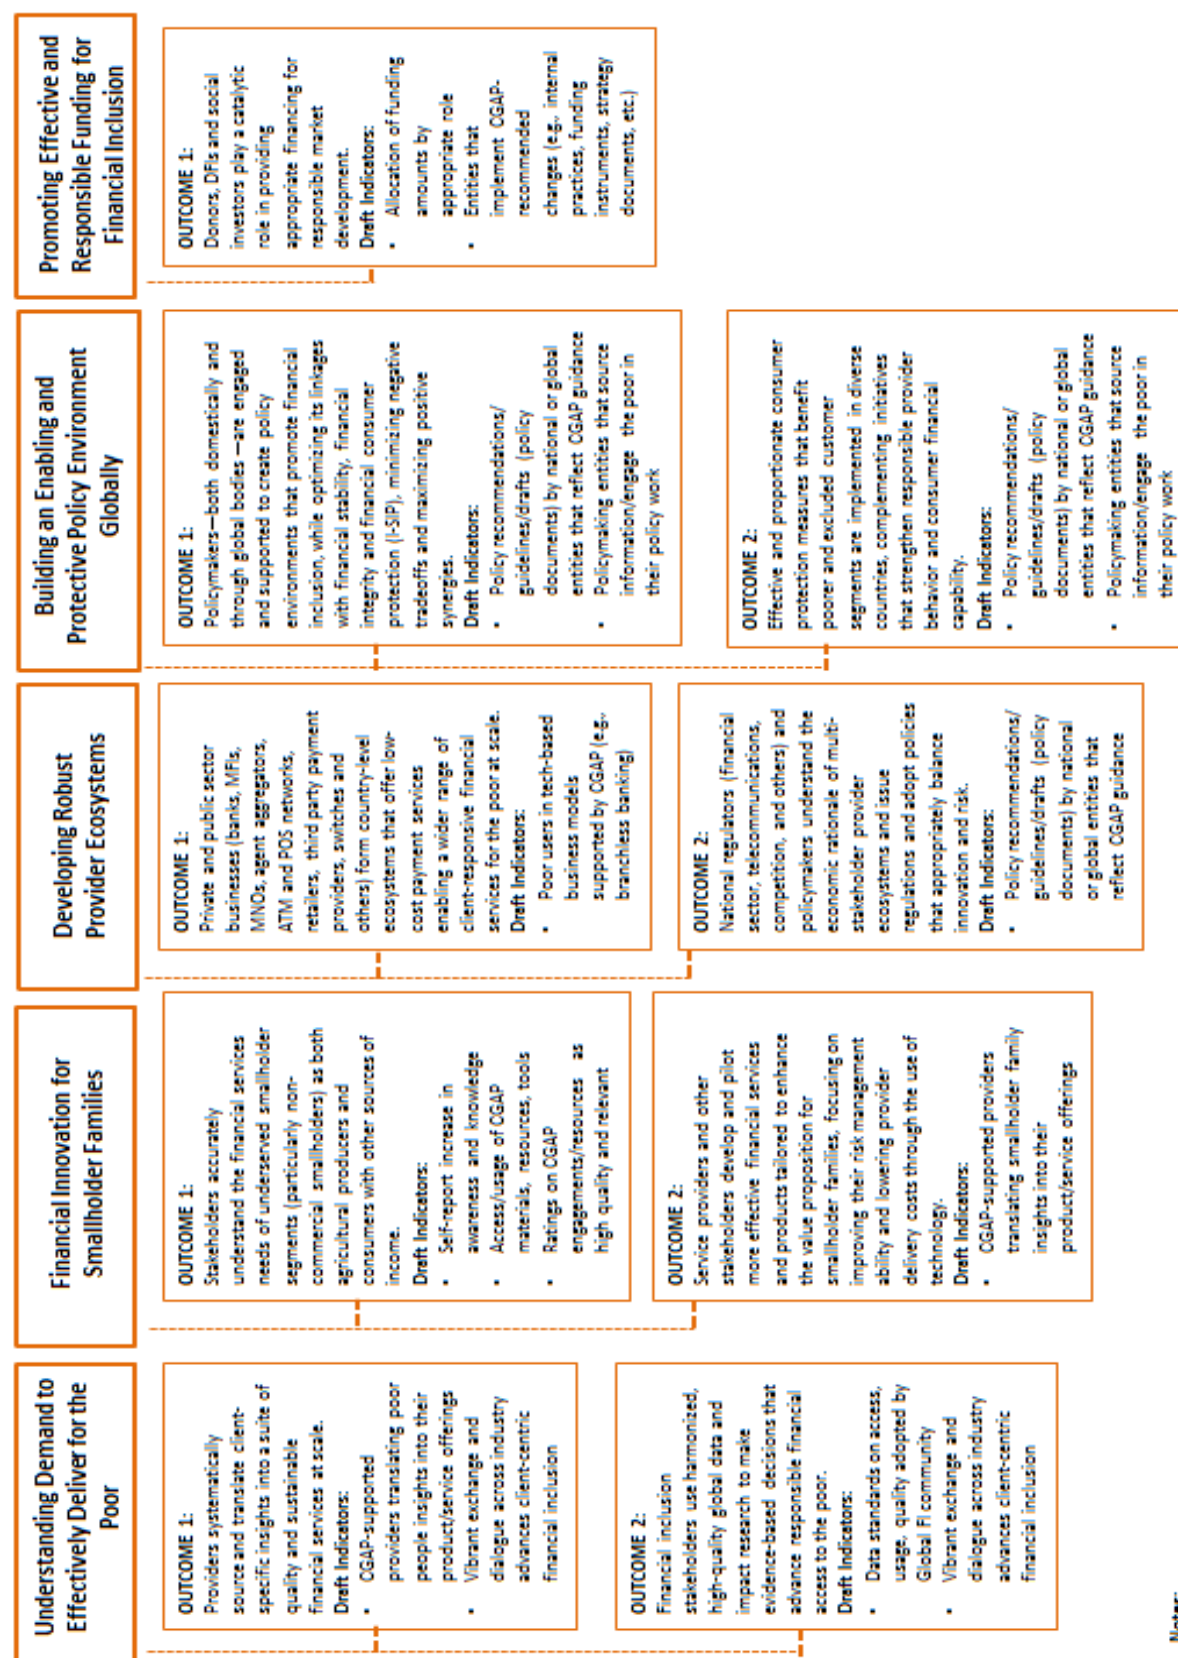 Understanding Demand to
Effectively Deliver for the
Poor
OUTCOME 1:
Providers systematically
source and translate client-
specific insights into a suite of
quality and sustainable
financial services at scale.
Draft Indicators:
• CGAP-supported
providers translating poor
people insights into their
product/service offerings
• Vibrant exchange and
dialogue across industry
advances client-centric
financial inclusion
OUTCOME 2:
Financial inclusion
stakeholders use harmonized,
high-quality global data and
impact research to make
evidence-based decisions that
advance responsible financial
access to the poor.
Draft Indicators:
• Data standards on access,
usage, quality adopted by
Global FI community
• Vibrant exchange and
dialogue across industry
advances client-centric
financial inclusion
Financial Innovation for
Smallholder Families
OUTCOME 1:
Stakeholders accurately
understand the financial services
needs of underserved smallholder
segments (particularly non-
commercial smallholders) as both
agricultural producers and
consumers with other sources of
income.
Draft Indicators:
• Self-report increase in
awareness and knowledge
• Access/usage of CGAP
materials, resources, tools
• Ratings on CGAP
engagements/resources as
high quality and relevant
OUTCOME 2:
Service providers and other
stakeholders develop and pilot
more effective financial services
and products tailored to enhance
the value proposition for
smallholder families, focusing on
improving their risk management
ability and lowering provider
delivery costs through the use of
technology.
Draft Indicators:
• CGAP-supported providers
translating smallholder family
insights into their
product/service offerings
Developing Robust
Provider Ecosystems
OUTCOME 1:
Private and public sector
businesses (banks, MFIs,
MNOs, agent aggregators,
ATM and POS networks,
retailers, third party payment
providers, switches and
others) form country-level
ecosystems that offer low-
cost payment services
enabling a wider range of
client-responsive financial
services for the poor at scale.
Draft Indicators:
• Poor users in tech-based
business models
supported by CGAP (e.g.,
branchless banking)
OUTCOME 2:
National regulators (financial
sector, telecommunications,
competition, and others) and
policymakers understand the
economic rationale of multi-
stakeholder provider
ecosystems and issue
regulations and adopt policies
that appropriately balance
innovation and risk.
Draft Indicators:
• Policy recommendations/
guidelines/drafts (policy
documents) by national
or global entities that
reflect CGAP guidance
Building an Enabling and
Protective Policy Environment
Globally
OUTCOME 1:
Policymakers—both domestically and
through global bodies—are engaged
and supported to create policy
environments that promote financial
inclusion, while optimizing its linkages
with financial stability, financial
integrity and financial consumer
protection (I-SIP), minimizing negative
tradeoffs and maximizing positive
synergies.
Draft Indicators:
• Policy recommendations/
guidelines/drafts (policy
documents) by national or global
entities that reflect CGAP guidance
• Policymaking entities that source
information/engage the poor in
their policy work
OUTCOME 2:
Effective and proportionate consumer
protection measures that benefit
poorer and excluded customer
segments are implemented in diverse
countries, complementing initiatives
that strengthen responsible provider
behavior and consumer financial
capability.
Draft Indicators:
• Policy recommendations/
guidelines/drafts (policy
documents) by national or global
entities that reflect CGAP guidance
• Policymaking entities that source
information/engage the poor in
their policy work
Promoting Effective and
Responsible Funding for
Financial Inclusion
OUTCOME 1:
Donors, DFIs and social
investors play a catalytic
role in providing
appropriate financing for
responsible market
development.
Draft Indicators:
• Allocation of funding
amounts by
appropriate role
• Entities that
implement CGAP-
recommended
changes (e.g., internal
practices, funding
instruments, strategy
documents, etc.)
Notes: